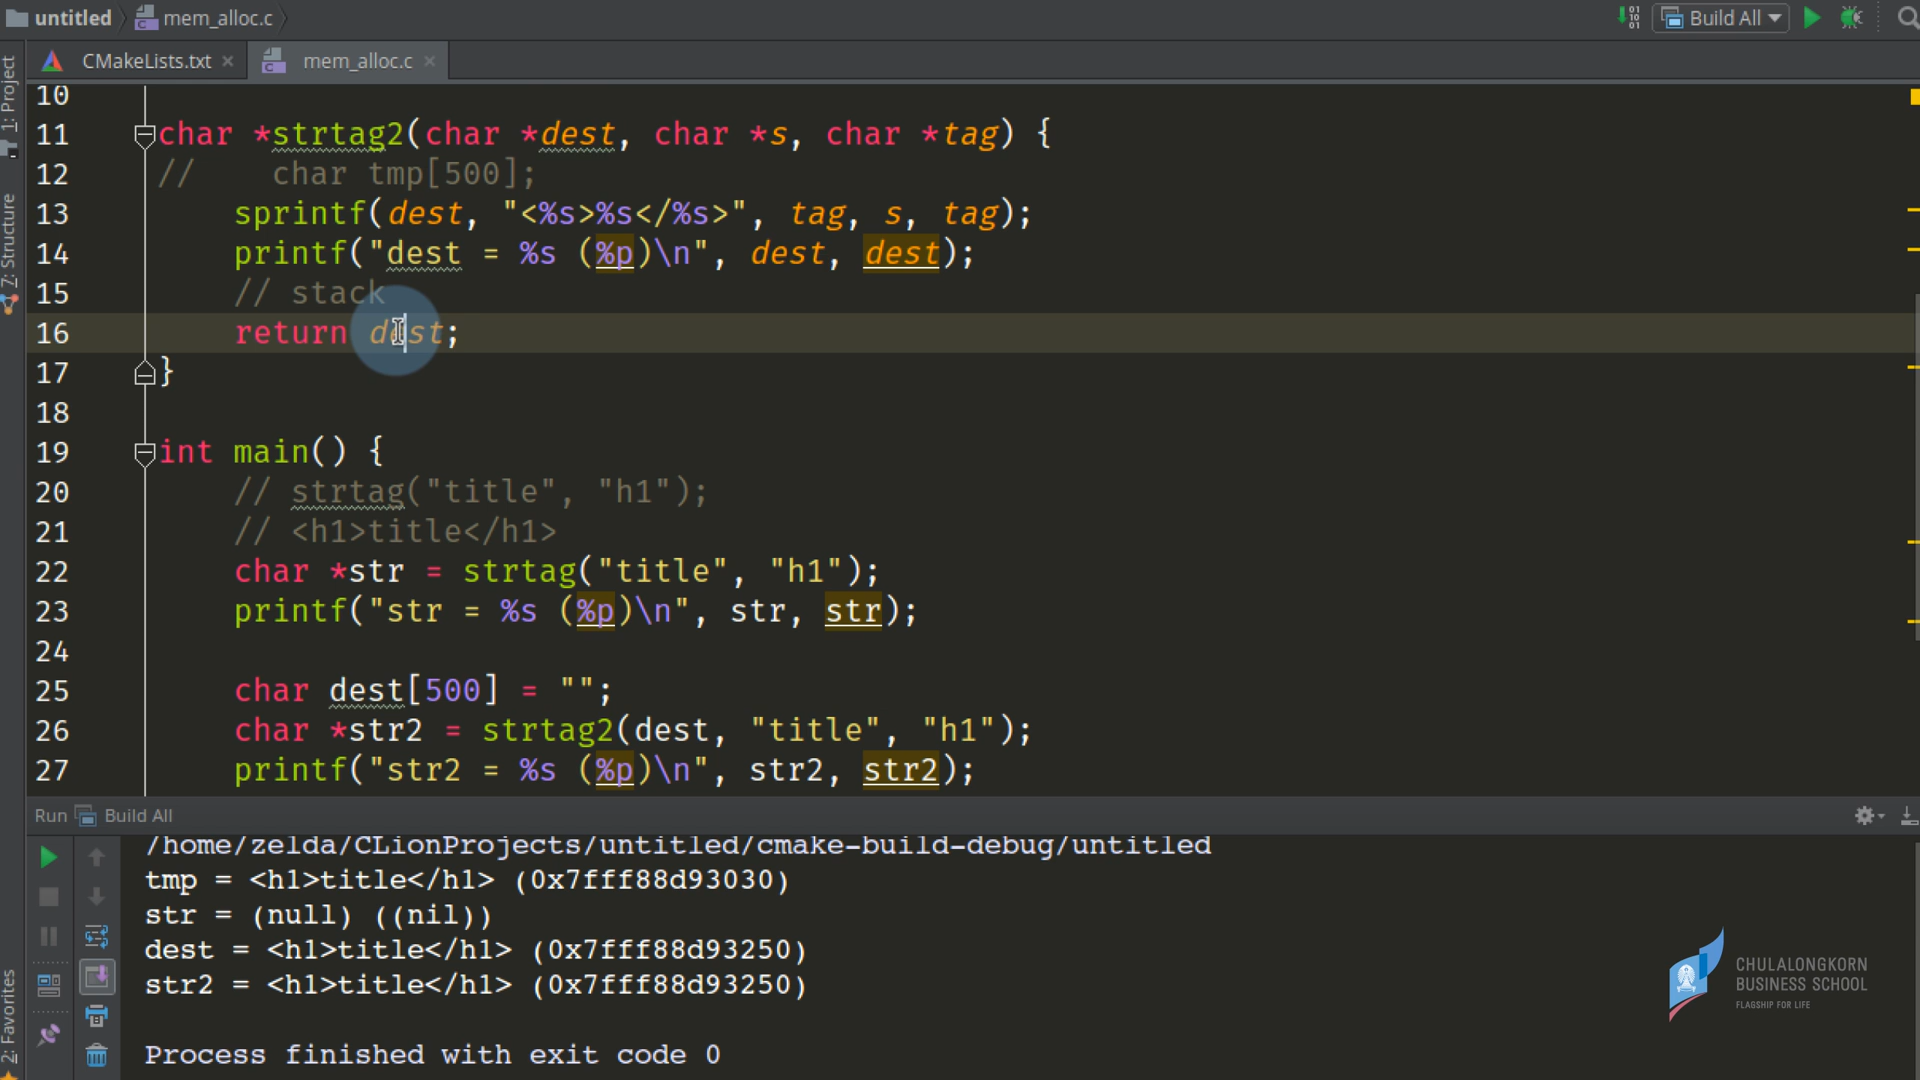 untitled mem_alloc.c Build All
CMakeLists.txt mem_alloc.c
1: Project
7: Structure
2: Favorites
10
11 char *strtag2(char *dest, char *s, char *tag) {
12 //    char tmp[500];
13     sprintf(dest, "<%s>%s</%s>", tag, s, tag);
14     printf("dest = %s (%p)\n", dest, dest);
15     // stack
16     return dest;
17 }
18
19 int main() {
20     // strtag("title", "h1");
21     // <h1>title</h1>
22     char *str = strtag("title", "h1");
23     printf("str = %s (%p)\n", str, str);
24
25     char dest[500] = "";
26     char *str2 = strtag2(dest, "title", "h1");
27     printf("str2 = %s (%p)\n", str2, str2);
Run Build All
/home/zelda/CLionProjects/untitled/cmake-build-debug/untitled
tmp = <h1>title</h1> (0x7fff88d93030)
str = (null) ((nil))
dest = <h1>title</h1> (0x7fff88d93250)
str2 = <h1>title</h1> (0x7fff88d93250)
Process finished with exit code 0
CHULALONGKORN
BUSINESS SCHOOL
FLAGSHIP FOR LIFE